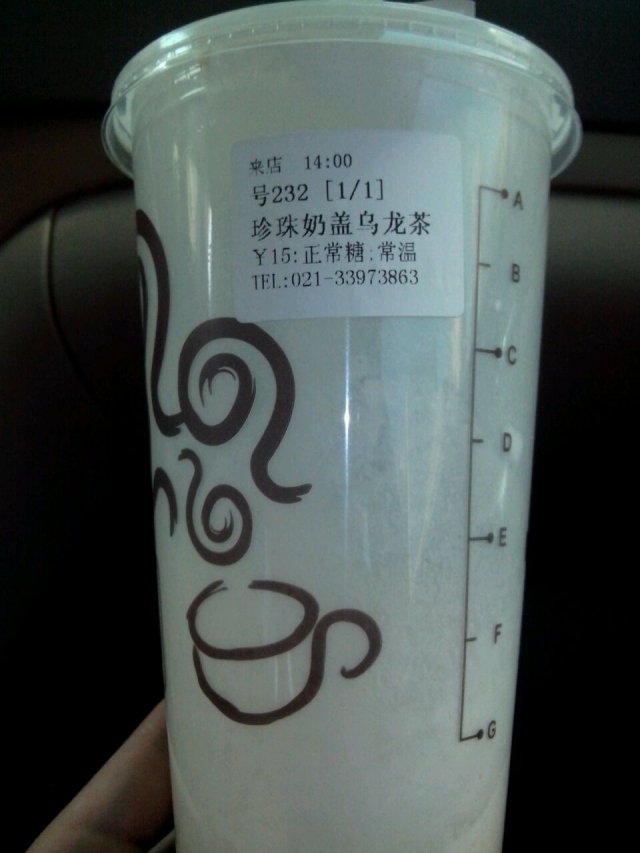 来店 14:00
号232 [1/1]
珍珠奶盖乌龙茶
￥15:正常糖:常温
TEL:021-33973863
A
B
C
D
E
F
G